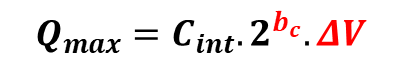 Q_max = C_int. 2^{b_c}. ΔV